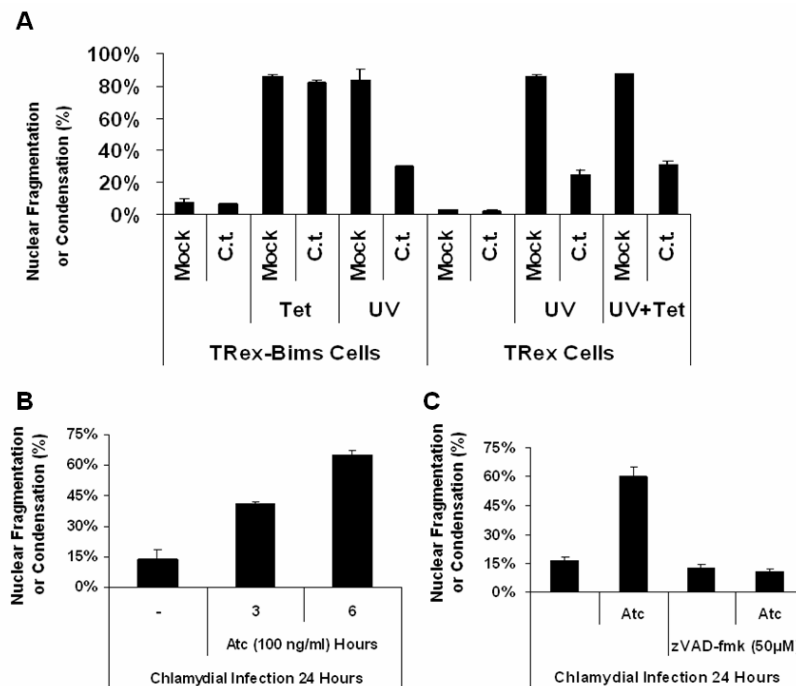 A
Nuclear Fragmentation
or Condensation (%)
100%
80%
60%
40%
20%
0%
Mock
C.t.
Mock
C.t.
Mock
C.t.
Mock
C.t.
Mock
C.t.
Mock
C.t.
Tet
UV
UV
UV+Tet
TRex-Bims Cells
TRex Cells
B
Nuclear Fragmentation
or Condensation (%)
75%
60%
45%
30%
15%
0%
-
3
6
Atc (100 ng/ml) Hours
Chlamydial Infection 24 Hours
C
Nuclear Fragmentation
or Condensation (%)
75%
60%
45%
30%
15%
0%
Atc
Atc
zVAD-fmk (50µM
Chlamydial Infection 24 Hours